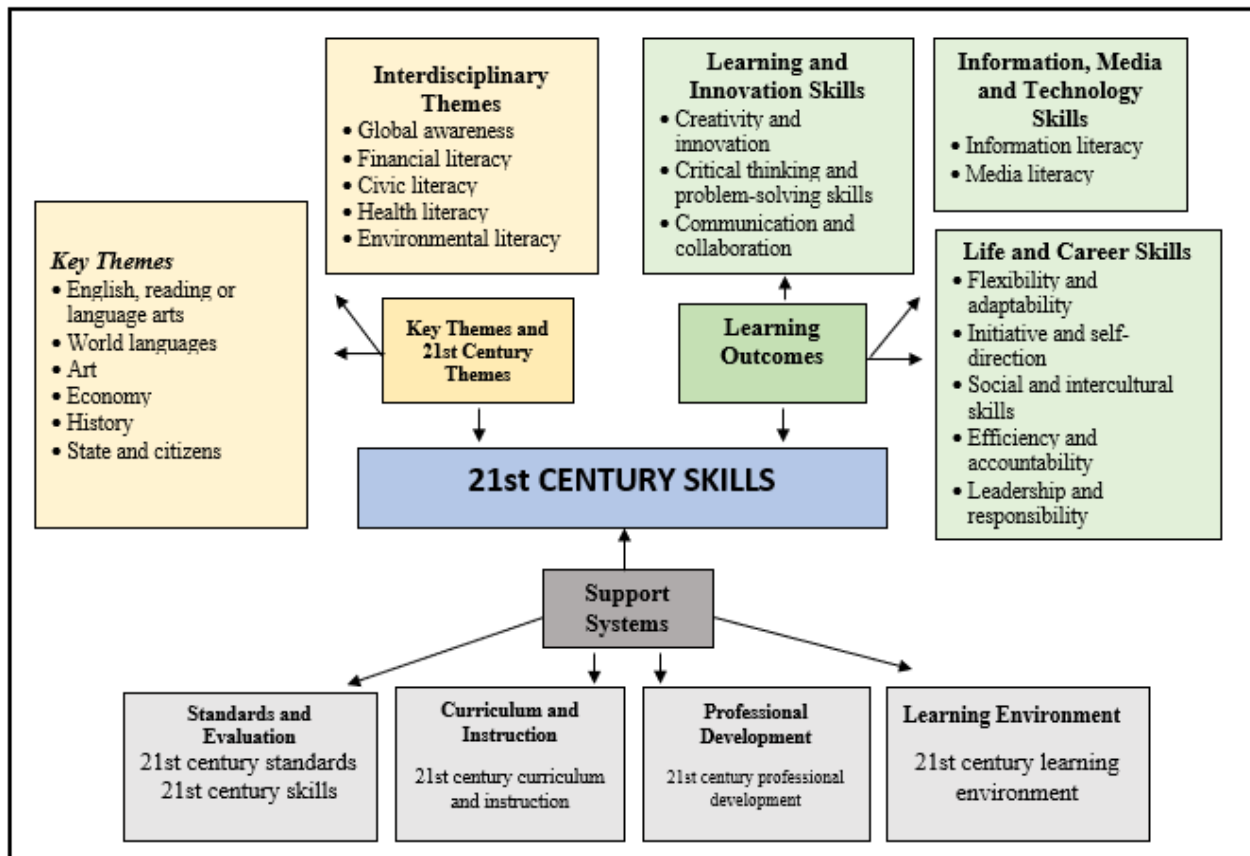 Interdisciplinary
Themes
• Global awareness
• Financial literacy
• Civic literacy
• Health literacy
• Environmental literacy
Learning and
Innovation Skills
• Creativity and
innovation
• Critical thinking and
problem-solving skills
• Communication and
collaboration
Information, Media
and Technology
Skills
• Information literacy
• Media literacy
Key Themes
• English, reading or
language arts
• World languages
• Art
• Economy
• History
• State and citizens
Key Themes and
21st Century
Themes
Learning
Outcomes
Life and Career Skills
• Flexibility and
adaptability
• Initiative and self-
direction
• Social and intercultural
skills
• Efficiency and
accountability
• Leadership and
responsibility
21st CENTURY SKILLS
Support
Systems
Standards and
Evaluation
21st century standards
21st century skills
Curriculum and
Instruction
21st century curriculum
and instruction
Professional
Development
21st century professional
development
Learning Environment
21st century learning
environment